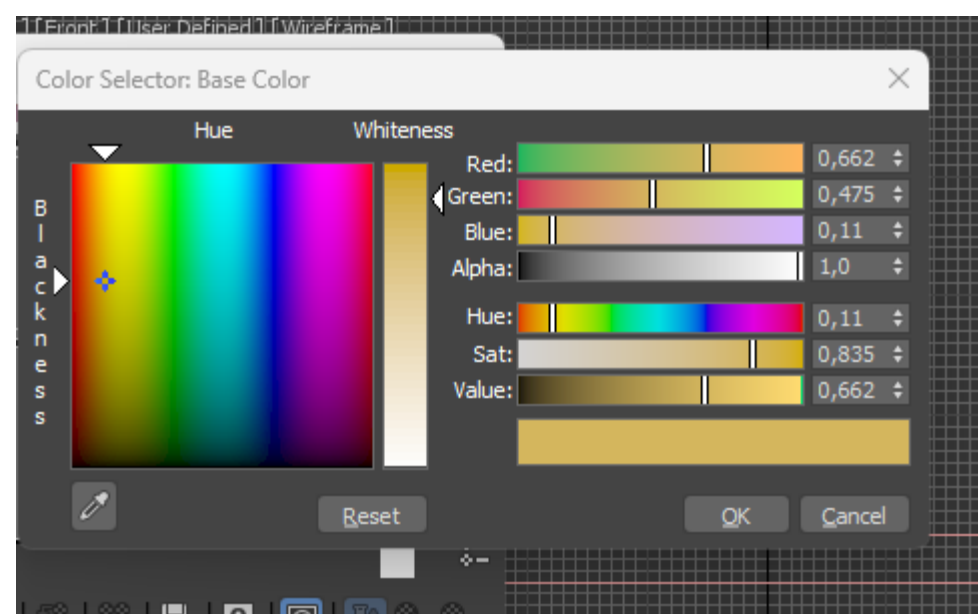 ] [Front ] [User Defined ] [Wireframe ]
Color Selector: Base Color
Hue
Whiteness
Blackness
Red: 0,662
Green: 0,475
Blue: 0,11
Alpha: 1,0
Hue: 0,11
Sat: 0,835
Value: 0,662
Reset
OK
Cancel